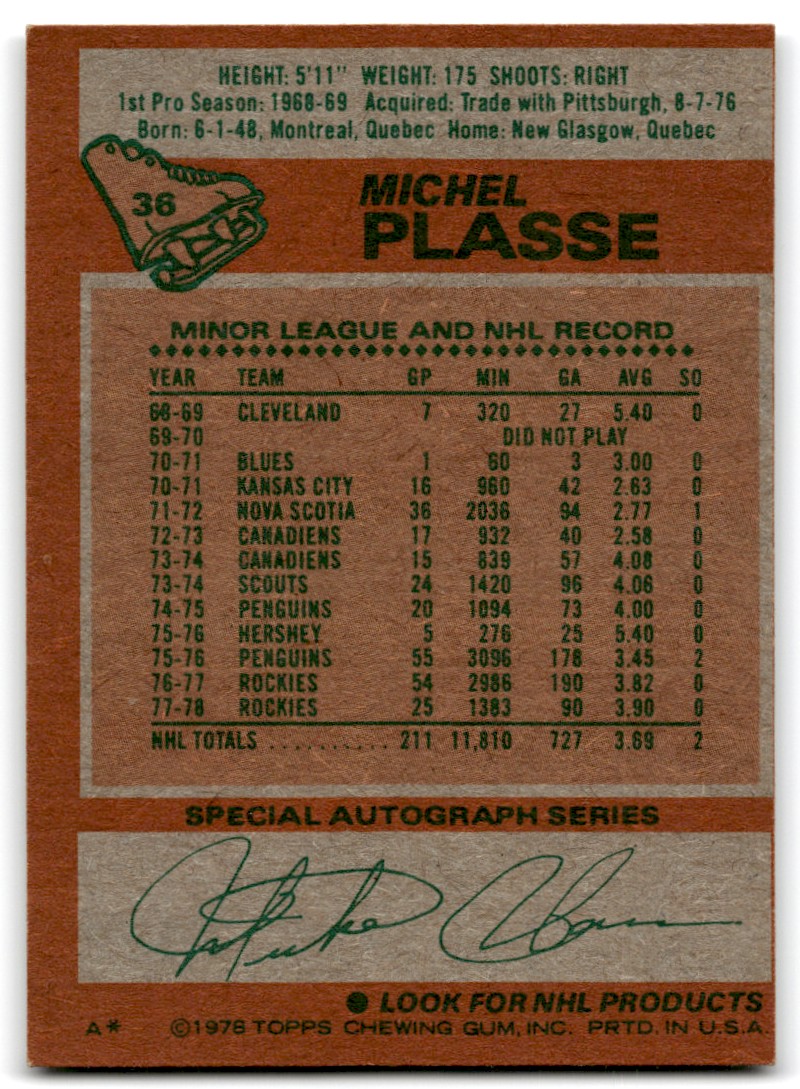 HEIGHT: 5'11" WEIGHT: 175 SHOOTS: RIGHT
1st Pro Season: 1968-69 Acquired: Trade with Pittsburgh, 8-7-76
Born: 6-1-48, Montreal, Quebec Home: New Glasgow, Quebec
36
MICHEL
PLASSE
MINOR LEAGUE AND NHL RECORD
YEAR TEAM GP MIN GA AVG SO
68-69 CLEVELAND 7 320 27 5.40 0
69-70 DID NOT PLAY
70-71 BLUES 1 60 3 3.00 0
70-71 KANSAS CITY 16 960 42 2.63 0
71-72 NOVA SCOTIA 36 2036 94 2.77 1
72-73 CANADIENS 17 932 40 2.58 0
73-74 CANADIENS 15 839 57 4.08 0
73-74 SCOUTS 24 1420 96 4.06 0
74-75 PENGUINS 20 1094 73 4.00 0
75-76 HERSHEY 5 276 25 5.40 0
75-76 PENGUINS 55 3096 178 3.45 2
76-77 ROCKIES 54 2986 190 3.82 0
77-78 ROCKIES 25 1383 90 3.90 0
NHL TOTALS .......... 211 11,810 727 3.69 2
SPECIAL AUTOGRAPH SERIES
● LOOK FOR NHL PRODUCTS
A* ©1978 TOPPS CHEWING GUM, INC. PRTD. IN U.S.A.